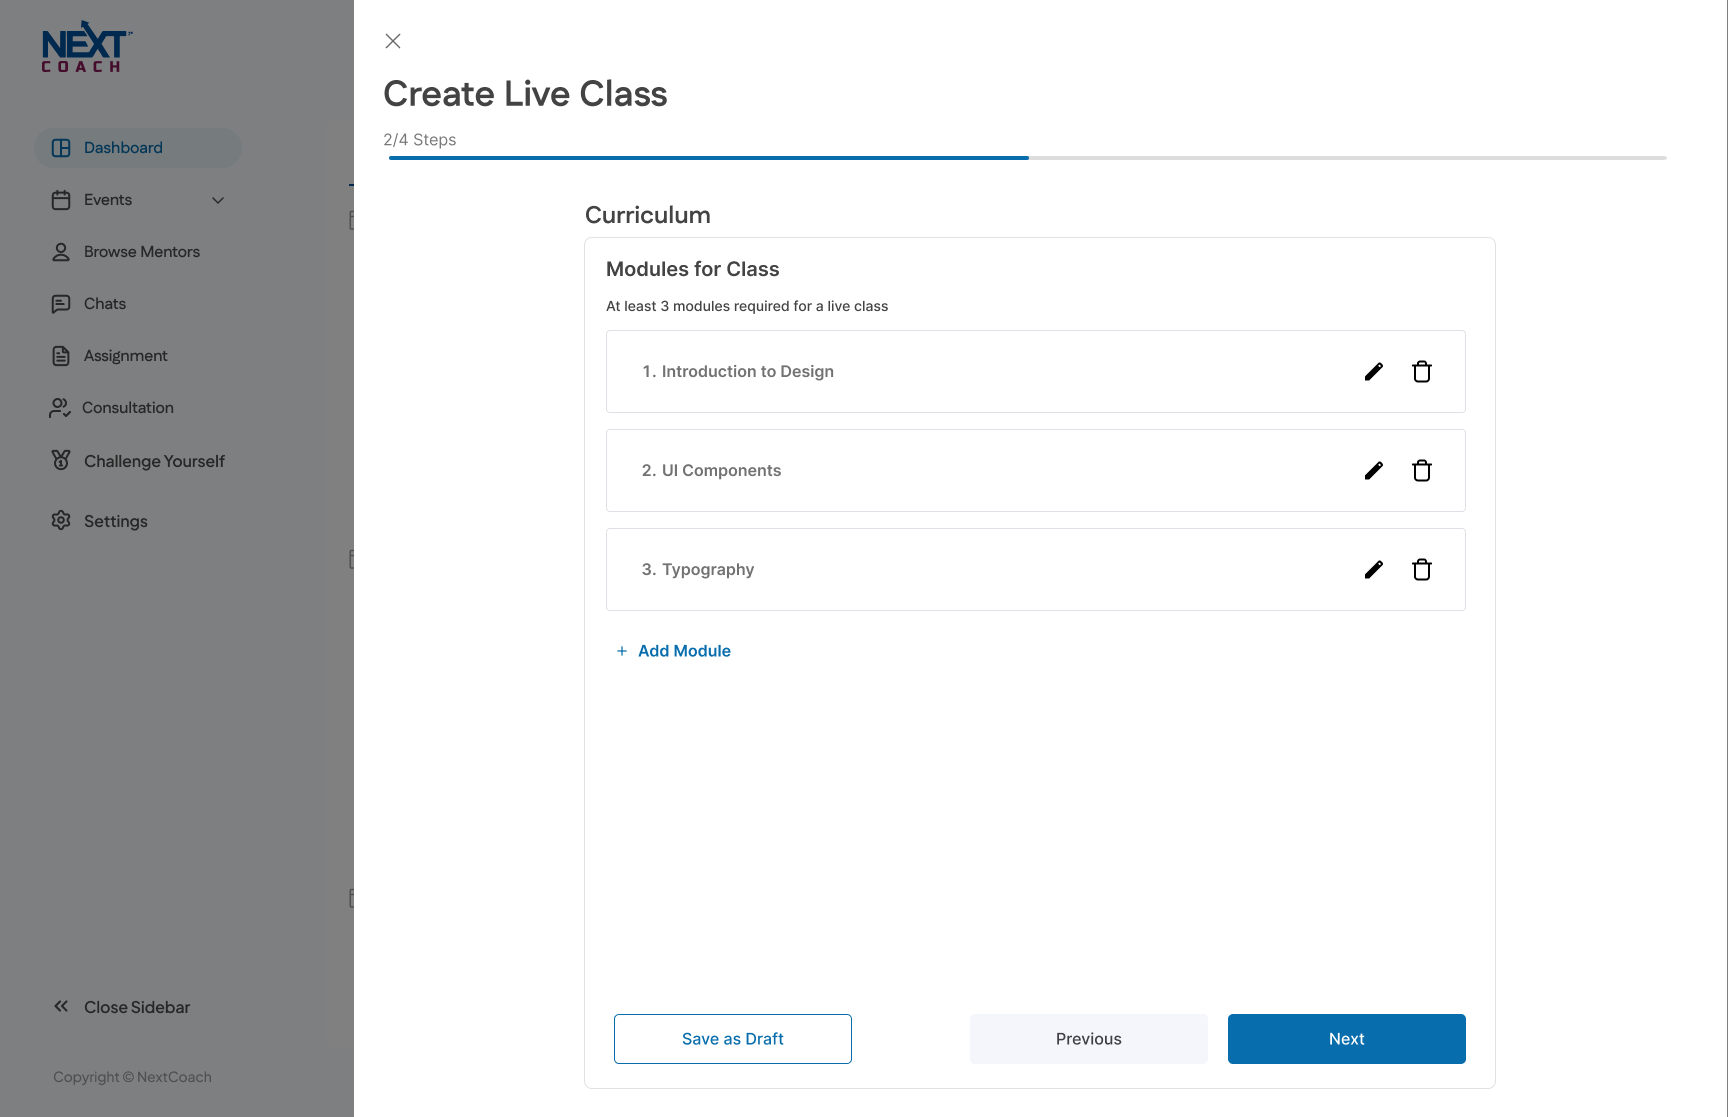 NEXT
COACH
Dashboard
Events
Browse Mentors
Chats
Assignment
Consultation
Challenge Yourself
Settings
Close Sidebar
Copyright © NextCoach
Create Live Class
2/4 Steps
Curriculum
Modules for Class
At least 3 modules required for a live class
1. Introduction to Design
2. UI Components
3. Typography
+ Add Module
Save as Draft
Previous
Next